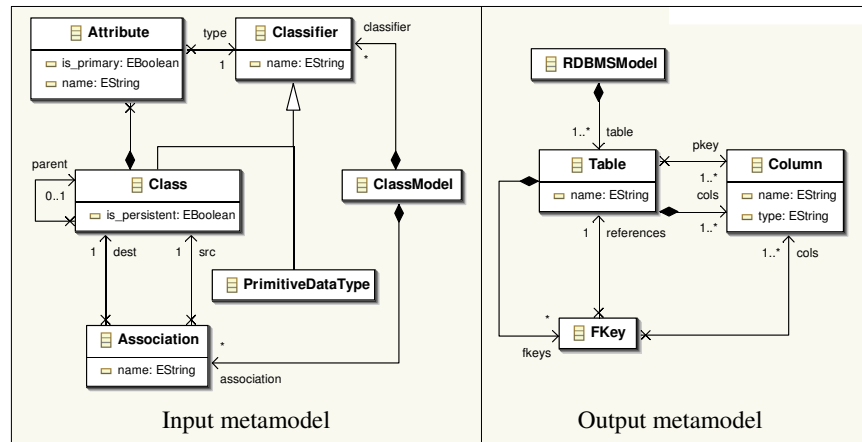 Attribute
is_primary: EBoolean
name: EString
type
1
Classifier
name: EString
classifier
*
parent
0..1
Class
is_persistent: EBoolean
ClassModel
1
dest
1
src
PrimitiveDataType
Association
name: EString
*
association
Input metamodel
RDBMSModel
1..*
table
Table
name: EString
pkey
1..*
cols
1..*
Column
name: EString
type: EString
1
references
1..*
cols
*
fkeys
FKey
Output metamodel